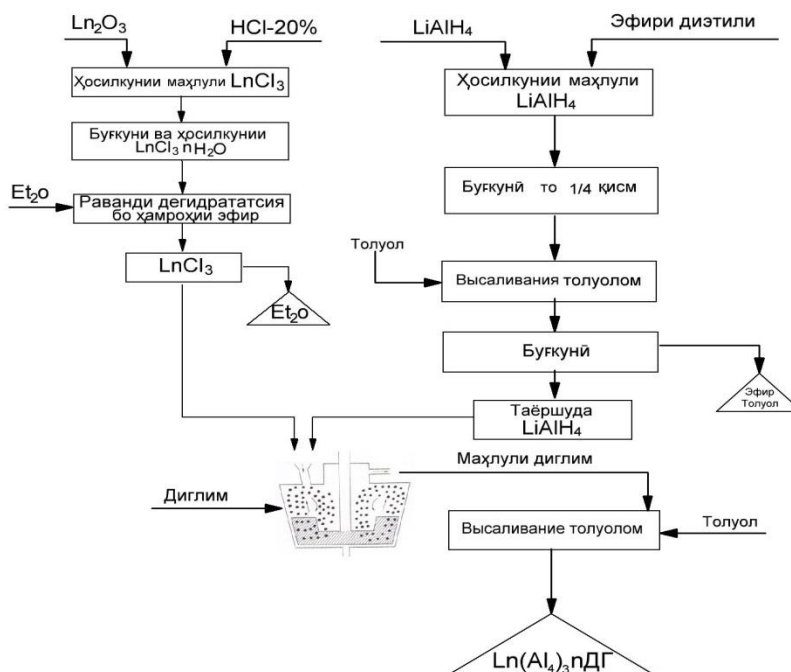 Ln₂O₃
HCl-20%
Ҳосилкунии маҳлули LnCl₃
Буғкуни ва ҳосилкунии
LnCl₃ nH₂O
Et₂o
Раванди дегидрататсия
бо ҳамроҳии эфир
LnCl₃
Et₂o
LiAlH₄
Эфири диэтили
Ҳосилкунии маҳлули
LiAlH₄
Буғкунӣ то 1/4 қисм
Толуол
Высаливания толуолом
Буғкунӣ
Эфир
Толуол
Таёршуда
LiAlH₄
Диглим
Маҳлули диглим
Высаливание толуолом
Толуол
Ln(Al₄)₃nДГ